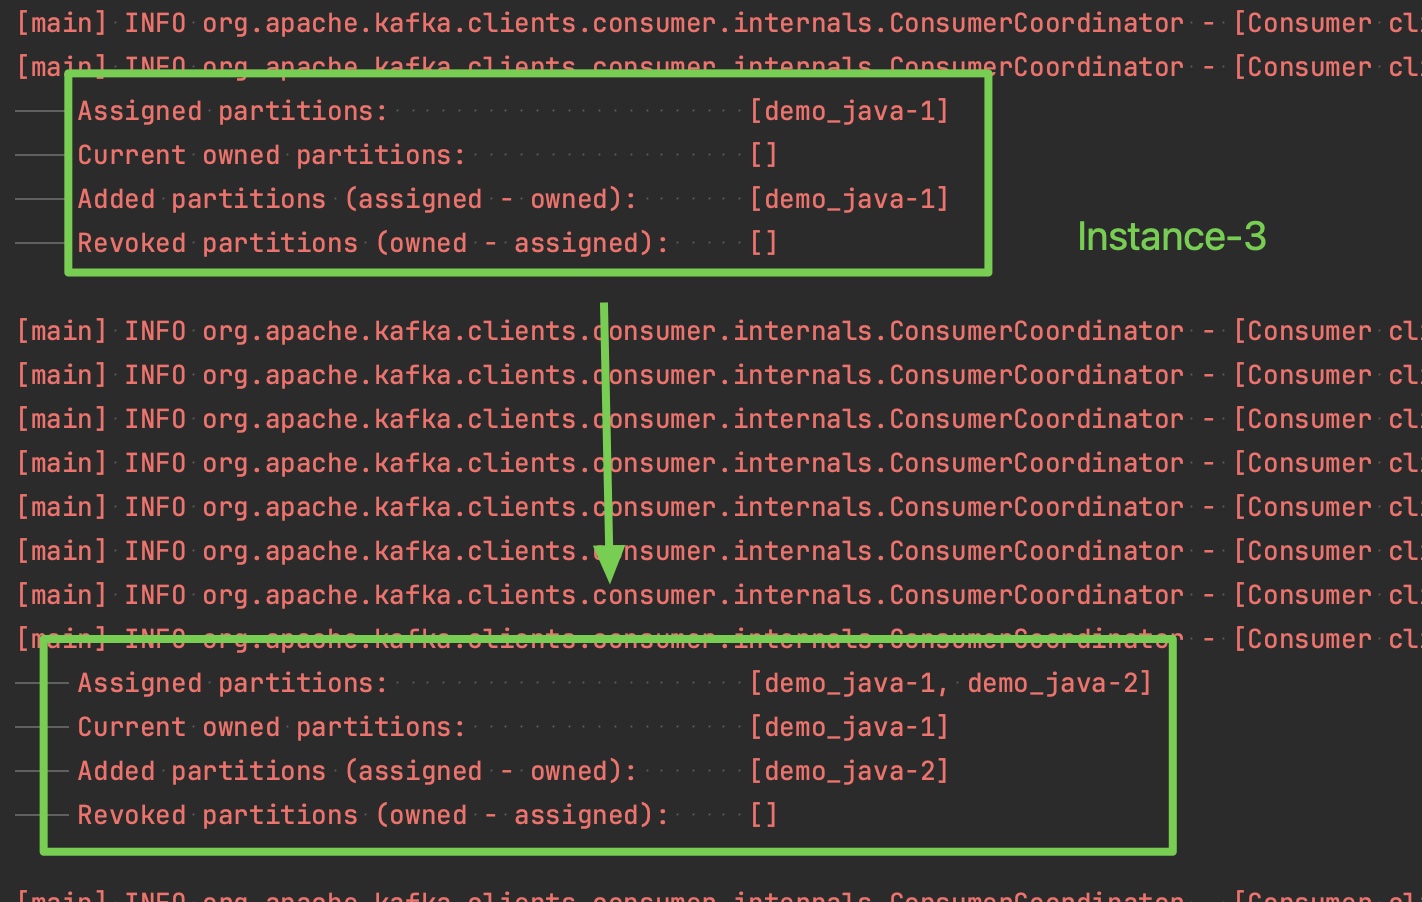 [main] INFO org.apache.kafka.clients.consumer.internals.ConsumerCoordinator - [Consumer cl
[main] INFO org.apache.kafka.clients.consumer.internals.ConsumerCoordinator - [Consumer cl
Assigned partitions: [demo_java-1]
Current owned partitions: []
Added partitions (assigned - owned): [demo_java-1]
Revoked partitions (owned - assigned): []
Instance-3
[main] INFO org.apache.kafka.clients.consumer.internals.ConsumerCoordinator - [Consumer cl
[main] INFO org.apache.kafka.clients.consumer.internals.ConsumerCoordinator - [Consumer cl
[main] INFO org.apache.kafka.clients.consumer.internals.ConsumerCoordinator - [Consumer cl
[main] INFO org.apache.kafka.clients.consumer.internals.ConsumerCoordinator - [Consumer cl
[main] INFO org.apache.kafka.clients.consumer.internals.ConsumerCoordinator - [Consumer cl
[main] INFO org.apache.kafka.clients.consumer.internals.ConsumerCoordinator - [Consumer cl
[main] INFO org.apache.kafka.clients.consumer.internals.ConsumerCoordinator - [Consumer cl
[main] INFO org.apache.kafka.clients.consumer.internals.ConsumerCoordinator - [Consumer cl
Assigned partitions: [demo_java-1, demo_java-2]
Current owned partitions: [demo_java-1]
Added partitions (assigned - owned): [demo_java-2]
Revoked partitions (owned - assigned): []
[main] INFO org.apache.kafka.clients.consumer.internals.ConsumerCoordinator - [Consumer cl